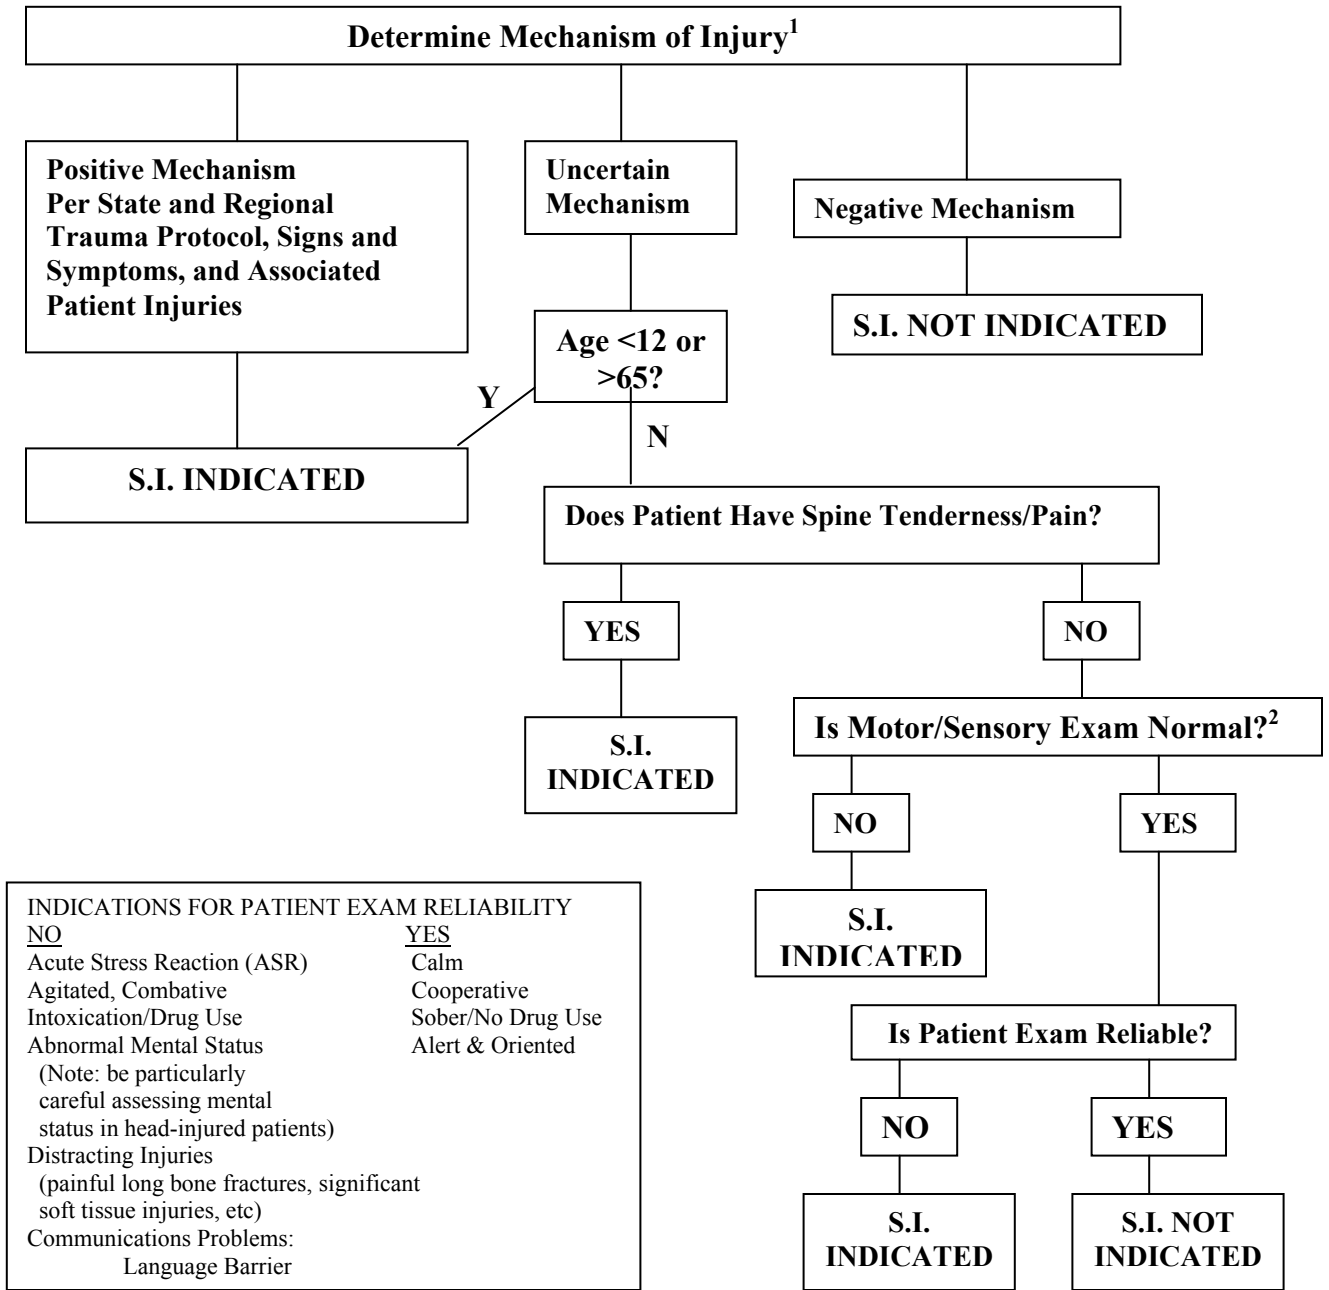 Determine Mechanism of Injury1
Positive Mechanism
Per State and Regional
Trauma Protocol, Signs and
Symptoms, and Associated
Patient Injuries
Uncertain
Mechanism
Negative Mechanism
S.I. NOT INDICATED
Age <12 or
>65?
Y
N
S.I. INDICATED
Does Patient Have Spine Tenderness/Pain?
YES
NO
S.I.
INDICATED
Is Motor/Sensory Exam Normal?2
NO
YES
S.I.
INDICATED
Is Patient Exam Reliable?
NO
YES
S.I.
INDICATED
S.I. NOT
INDICATED
INDICATIONS FOR PATIENT EXAM RELIABILITY
NO YES
Acute Stress Reaction (ASR) Calm
Agitated, Combative Cooperative
Intoxication/Drug Use Sober/No Drug Use
Abnormal Mental Status Alert & Oriented
(Note: be particularly
careful assessing mental
status in head-injured patients)
Distracting Injuries
(painful long bone fractures, significant
soft tissue injuries, etc)
Communications Problems:
Language Barrier